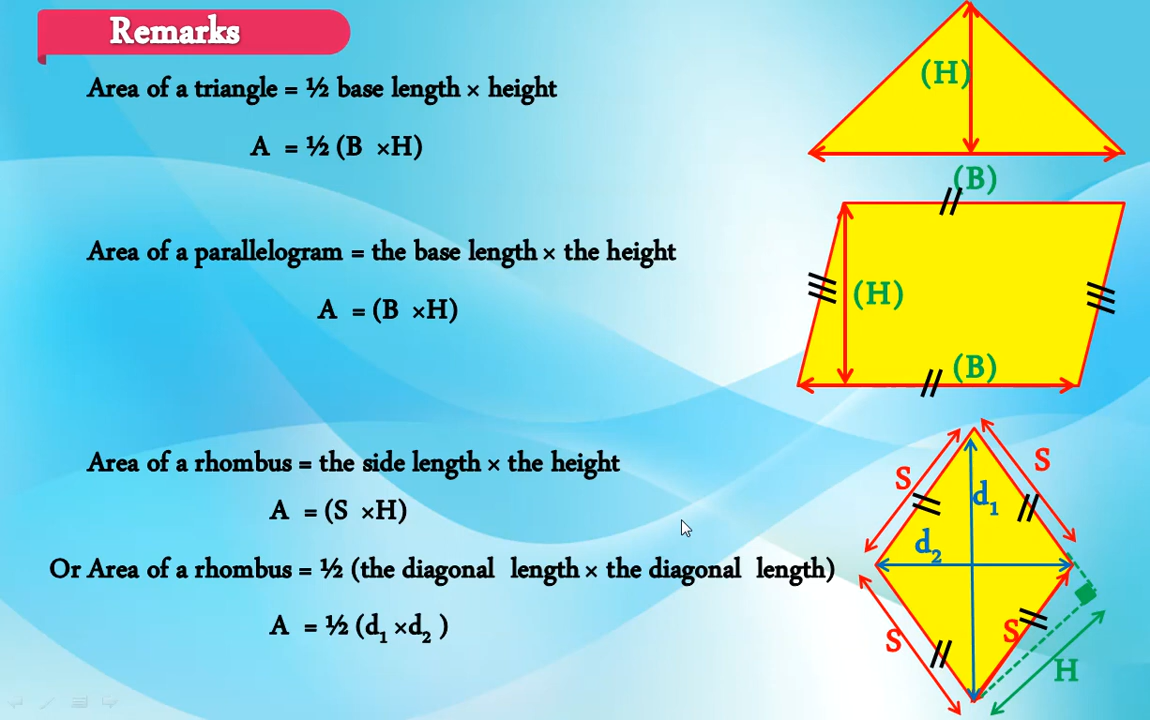 Remarks
Area of a triangle = ½ base length × height
A = ½ (B ×H)
(H)
(B)
Area of a parallelogram = the base length × the height
A = (B ×H)
(H)
(B)
Area of a rhombus = the side length × the height
A = (S ×H)
Or Area of a rhombus = ½ (the diagonal length × the diagonal length)
A = ½ (d₁ ×d₂ )
S
S
d₁
d₂
S
S
H